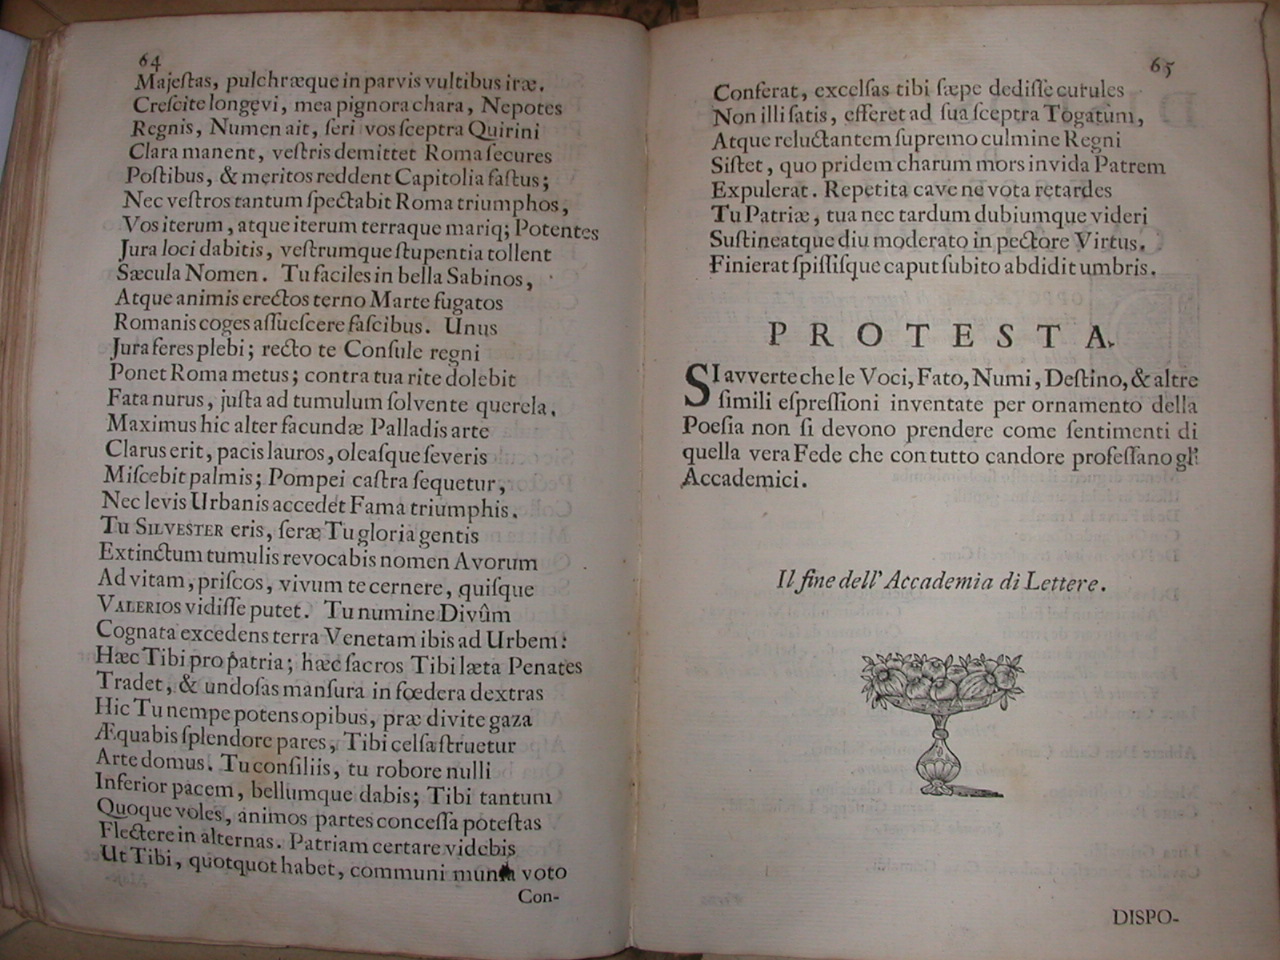 64
Majeſtas, pulchræque in parvis vultibus iræ.
Creſcite longęvi, mea pignora chara, Nepotes
Regnis, Numen ait, ſeri vos ſceptra Quirini
Clara manent, veſtris demittet Roma ſecures
Poſtibus, & meritos reddent Capitolia faſtus;
Nec veſtros tantum ſpectabit Roma triumphos,
Vos iterum, atque iterum terraque mariq; Potentes
Jura loci dabitis, veſtrumque ſtupentia tollent
Sæcula Nomen. Tu faciles in bella Sabinos,
Atque animis erectos terno Marte fugatos
Romanis coges aſſueſcere faſcibus. Unus
Jura feres plebi; recto te Conſule regni
Ponet Roma metus; contra tua rite dolebit
Fata nurus, juſta ad tumulum ſolvente querela.
Maximus hic alter facundæ Palladis arte
Clarus erit, pacis lauros, oleaſque ſeveris
Miſcebit palmis; Pompei caſtra ſequetur,
Nec levis Urbanis accedet Fama triumphis.
Tu SILVESTER eris, ſeræ Tu gloria gentis
Extinctum tumulis revocabis nomen Avorum
Ad vitam, priſcos, vivum te cernere, quiſque
VALERIOS vidiſſe putet. Tu numine Divûm
Cognata excedens terra Venetam ibis ad Urbem:
Hæc Tibi pro patria; hæc ſacros Tibi læta Penates
Tradet, & undoſas manſura in fœdera dextras
Hic Tu nempe potens opibus, præ divite gaza
Æquabis ſplendore pares, Tibi celſa ſtruetur
Arte domus. Tu conſiliis, tu robore nulli
Inferior pacem, bellumque dabis; Tibi tantum
Quoque voles, animos partes conceſſa poteſtas
Flectere in alternas. Patriam certare videbis
Ut Tibi, quotquot habet, communi munia voto
Con-
65
Conferat, excelſas tibi ſæpe dediſſe curules
Non illi ſatis, efferet ad ſua ſceptra Togatùm,
Atque reluctantem ſupremo culmine Regni
Siſtet, quo pridem charum mors invida Patrem
Expulerat. Repetita cave ne vota retardes
Tu Patriæ, tua nec tardum dubiumque videri
Suſtineatque diu moderato in pectore Virtus.
Finierat ſpiſſiſque caput ſubito abdidit umbris.
PROTESTA.
SI avverte che le Voci, Fato, Numi, Deſtino, & altre
ſimili eſpreſſioni inventate per ornamento della
Poeſia non ſi devono prendere come ſentimenti di
quella vera Fede che con tutto candore profeſſano gli
Accademici.
Il fine dell' Accademia di Lettere.
DISPO-